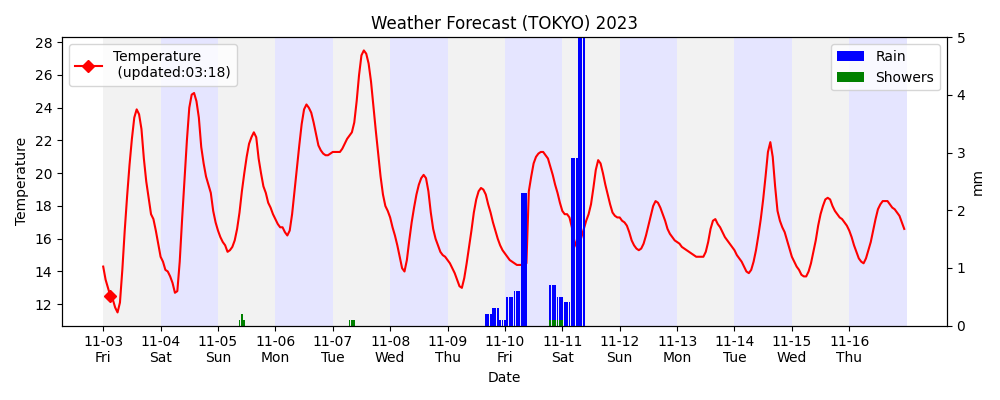 Weather Forecast (TOKYO) 2023
Temperature
(updated:03:18)
Rain
Showers
Temperature
28
26
24
22
20
18
16
14
12
5
4
3
2
1
0
mm
11-03 11-04 11-05 11-06 11-07 11-08 11-09 11-10 11-11 11-12 11-13 11-14 11-15 11-16
Fri Sat Sun Mon Tue Wed Thu Fri Sat Sun Mon Tue Wed Thu
Date